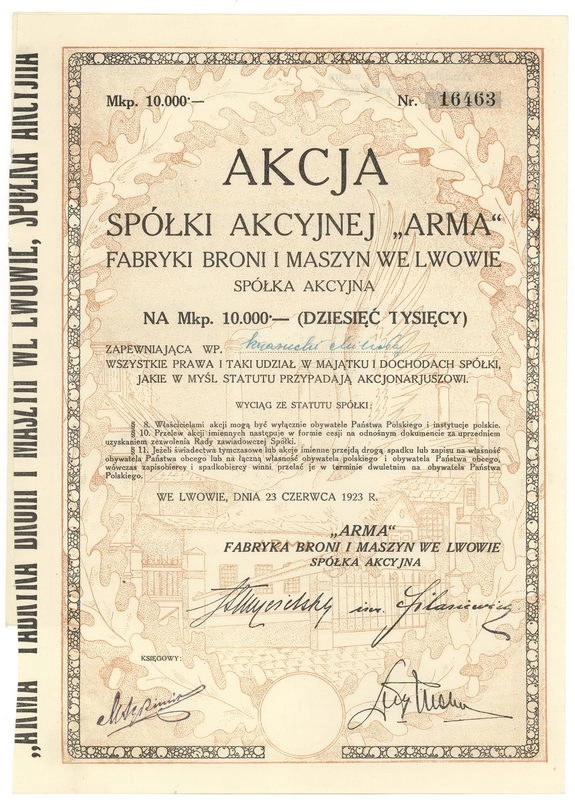 Mkp. 10.000·—
Nr. 16463
AKCJA
SPÓŁKI AKCYJNEJ „ARMA“
FABRYKI BRONI I MASZYN WE LWOWIE
SPÓŁKA AKCYJNA
NA Mkp. 10.000·— (DZIESIĘĆ TYSIĘCY)
ZAPEWNIAJĄCA WP.
WSZYSTKIE PRAWA I TAKI UDZIAŁ W MAJĄTKU I DOCHODACH SPÓŁKI,
JAKIE W MYŚL STATUTU PRZYPADAJĄ AKCJONARJUSZOWI.
WYCIĄG ZE STATUTU SPÓŁKI:
§ 8. Właścicielami akcji mogą być wyłącznie obywatele Państwa Polskiego i instytucje polskie.
§ 10. Przelew akcji imiennych następuje w formie cesji na odnośnym dokumencie za uprzedniem
uzyskaniem zezwolenia Rady zawiadowczej Spółki.
§ 11. Jeżeli świadectwa tymczasowe lub akcje imienne przejdą drogą spadku lub zapisu na własność
obywatela Państwa obcego lub na łączną własność obywatela polskiego i obywatela Państwa obcego,
wówczas zapisobiercy i spadkobiercy winni przelać je w terminie dwuletnim na obywatela Państwa
Polskiego.
WE LWOWIE, DNIA 23 CZERWCA 1923 R.
„ARMA“
FABRYKA BRONI I MASZYN WE LWOWIE
SPÓŁKA AKCYJNA
KSIĘGOWY:
„ARMA“ FABRYKA BRONI I MASZYN WE LWOWIE, SPÓŁKA AKCYJNA